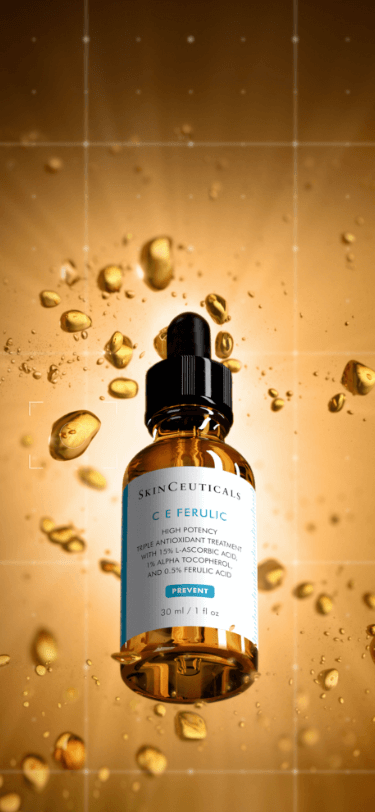 SKINCEUTICALS
C E FERULIC
HIGH POTENCY
TRIPLE ANTIOXIDANT TREATMENT
WITH 15% L-ASCORBIC ACID,
1% ALPHA TOCOPHEROL,
AND 0.5% FERULIC ACID
PREVENT
30 ml / 1 fl oz